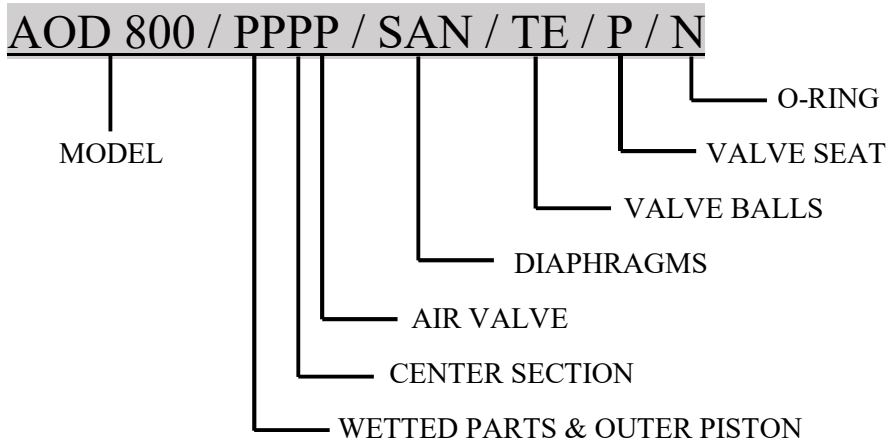 AOD 800 / PPPP / SAN / TE / P / N
O-RING
MODEL
VALVE SEAT
VALVE BALLS
DIAPHRAGMS
AIR VALVE
CENTER SECTION
WETTED PARTS & OUTER PISTON